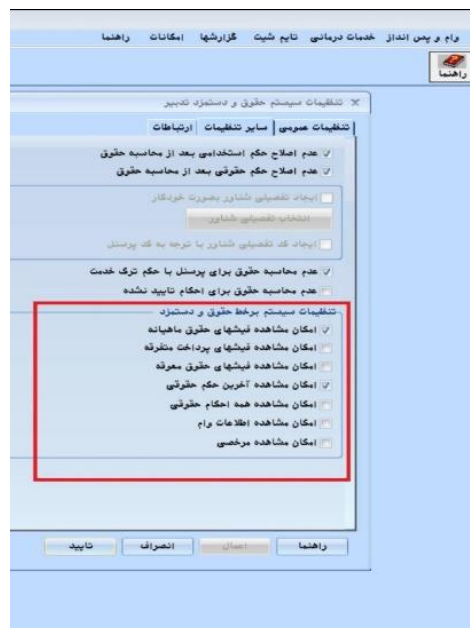 وام و پس انداز خدمات درمانی تایم شیت گزارشها امکانات راهنما
راهنما
تنظیمات سیستم حقوق و دستمزد تدبیر
تنظیمات عمومی سایر تنظیمات ارتباطات
عدم اصلاح حکم استخدامی بعد از محاسبه حقوق
عدم اصلاح حکم حقوقی بعد از محاسبه حقوق
ایجاد تفصیلی شناور بصورت خودکار
انتخاب تفصیلی شناور
ایجاد کد تفصیلی شناور با توجه به کد پرسنل
عدم محاسبه حقوق برای پرسنل با حکم ترک خدمت
عدم محاسبه حقوق برای احکام تایید نشده
تنظیمات سیستم برخط حقوق و دستمزد
امکان مشاهده فیشهای حقوق ماهیانه
امکان مشاهده فیشهای پرداخت متفرقه
امکان مشاهده فیشهای حقوق معوقه
امکان مشاهده آخرین حکم حقوقی
امکان مشاهده همه احکام حقوقی
امکان مشاهده اطلاعات وام
امکان مشاهده مرخصی
راهنما اعمال انصراف تایید